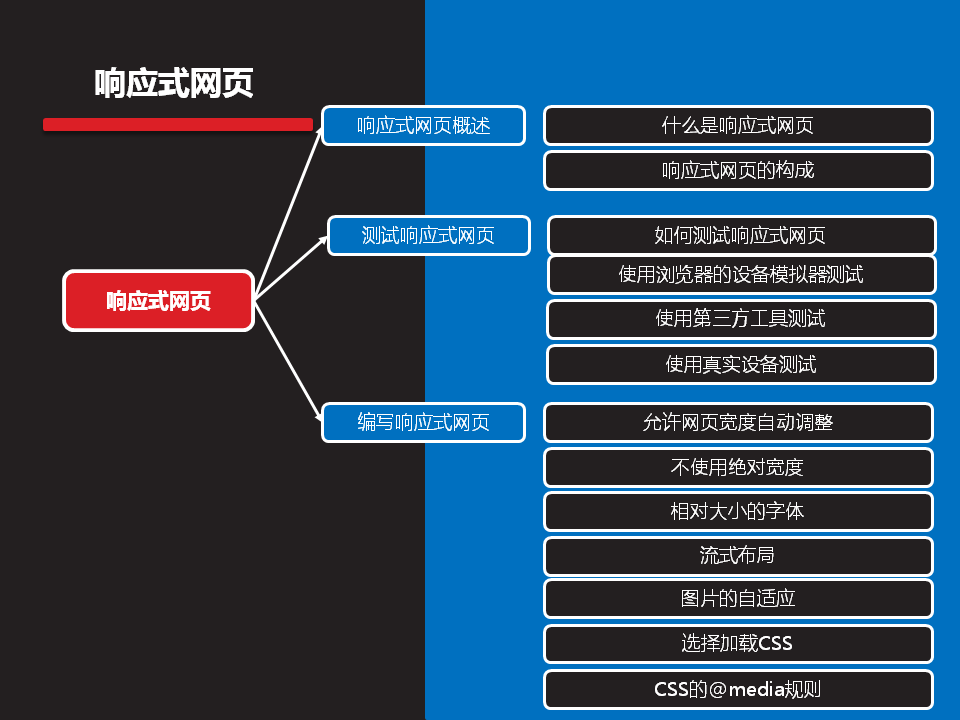 响应式网页
响应式网页概述
什么是响应式网页
响应式网页的构成
测试响应式网页
如何测试响应式网页
使用浏览器的设备模拟器测试
响应式网页
使用第三方工具测试
使用真实设备测试
编写响应式网页
允许网页宽度自动调整
不使用绝对宽度
相对大小的字体
流式布局
图片的自适应
选择加载CSS
CSS的@media规则